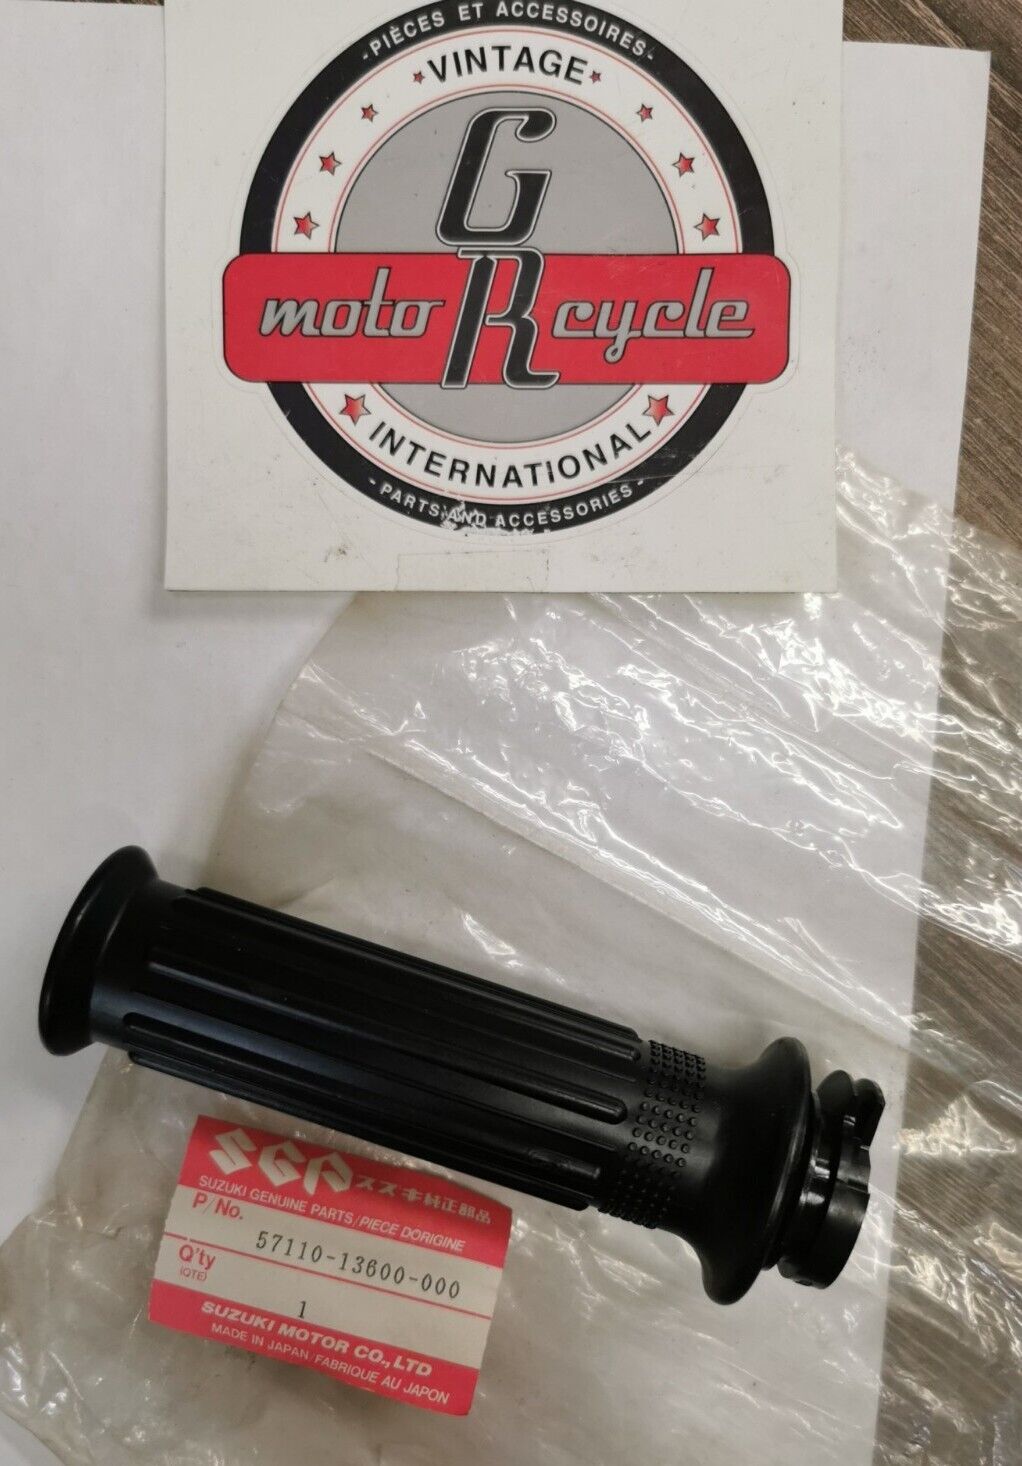 - PIÈCES ET ACCESSOIRES -
VINTAGE
GR
moto cycle
INTERNATIONAL
- PARTS AND ACCESSORIES -
SGP スズキ純正部品
SUZUKI GENUINE PARTS/PIECE DORIGINE
P/No.
57110-13600-000
Q'ty
(QTE)
1
SUZUKI MOTOR CO., LTD
MADE IN JAPAN/FABRIQUE AU JAPON